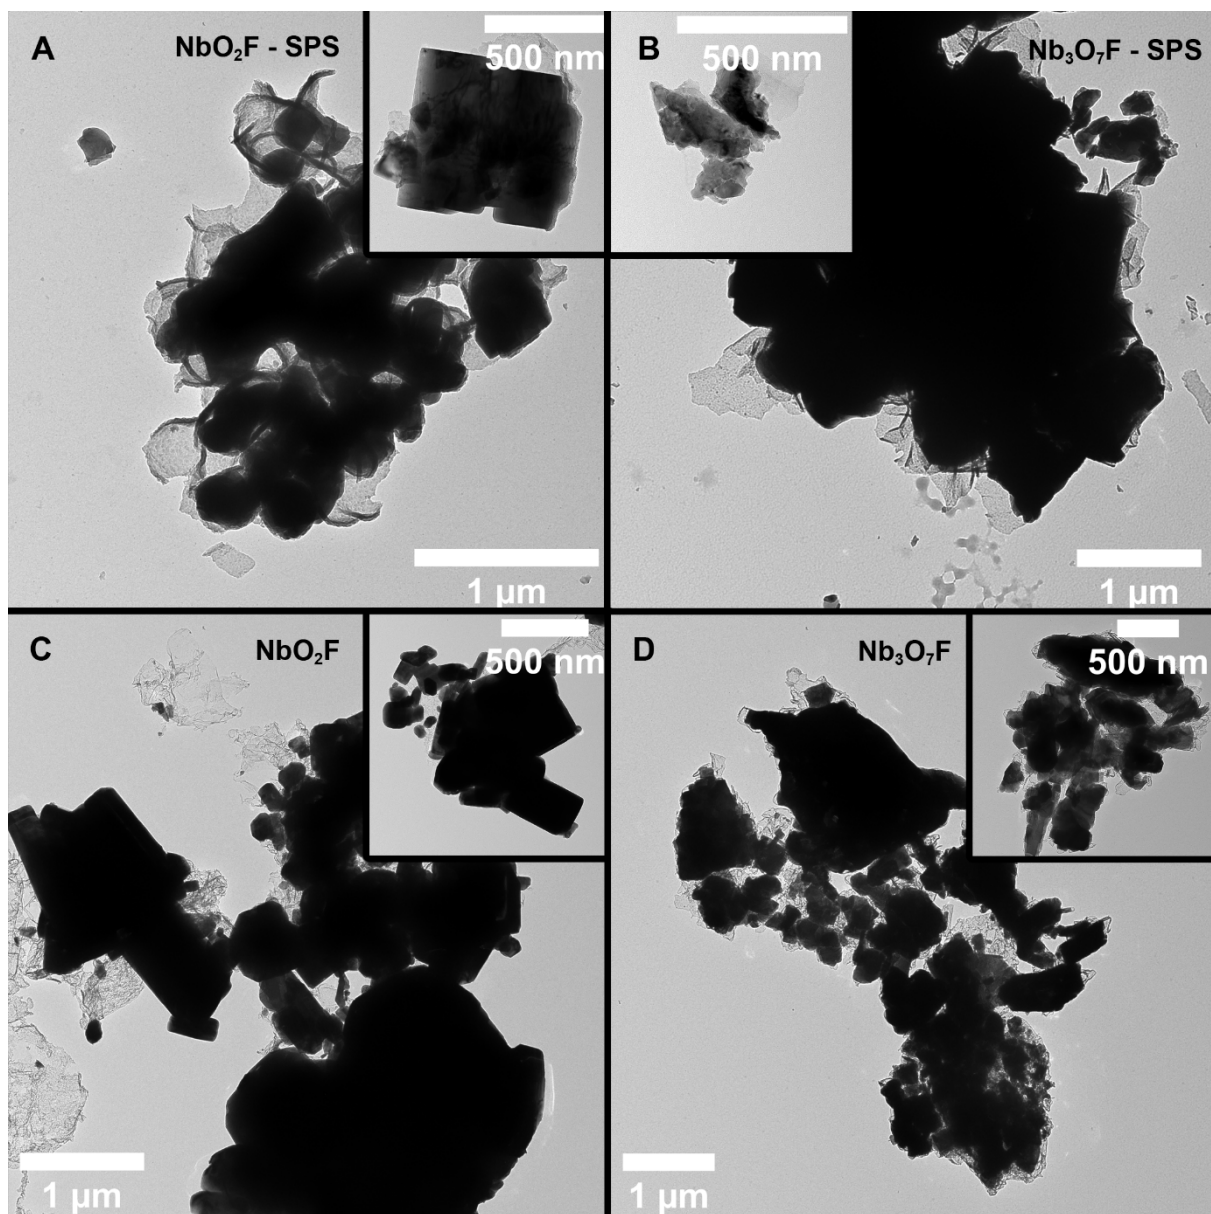 A
NbO₂F - SPS
500 nm
1 µm
B
500 nm
Nb₃O₇F - SPS
1 µm
C
NbO₂F
500 nm
1 µm
D
Nb₃O₇F
500 nm
1 µm